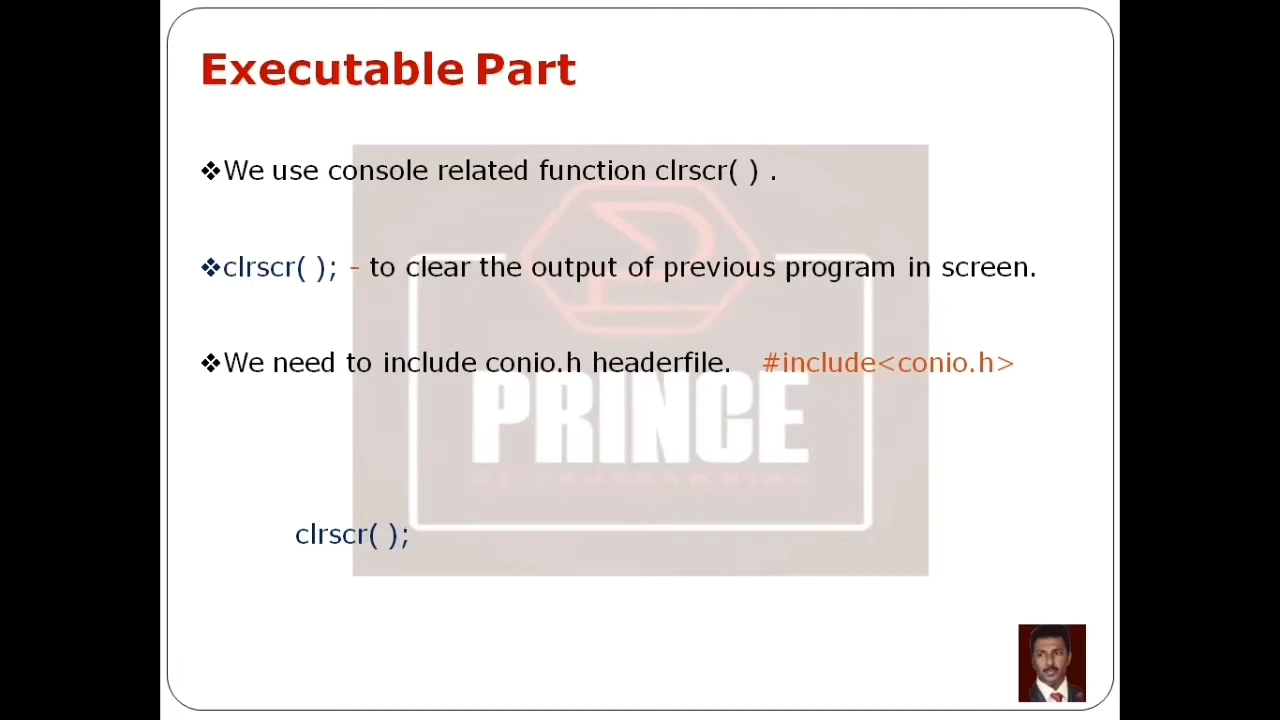 Executable Part
❖We use console related function clrscr( ) .
❖clrscr( ); - to clear the output of previous program in screen.
❖We need to include conio.h headerfile. #include<conio.h>
PRINCE
clrscr( );